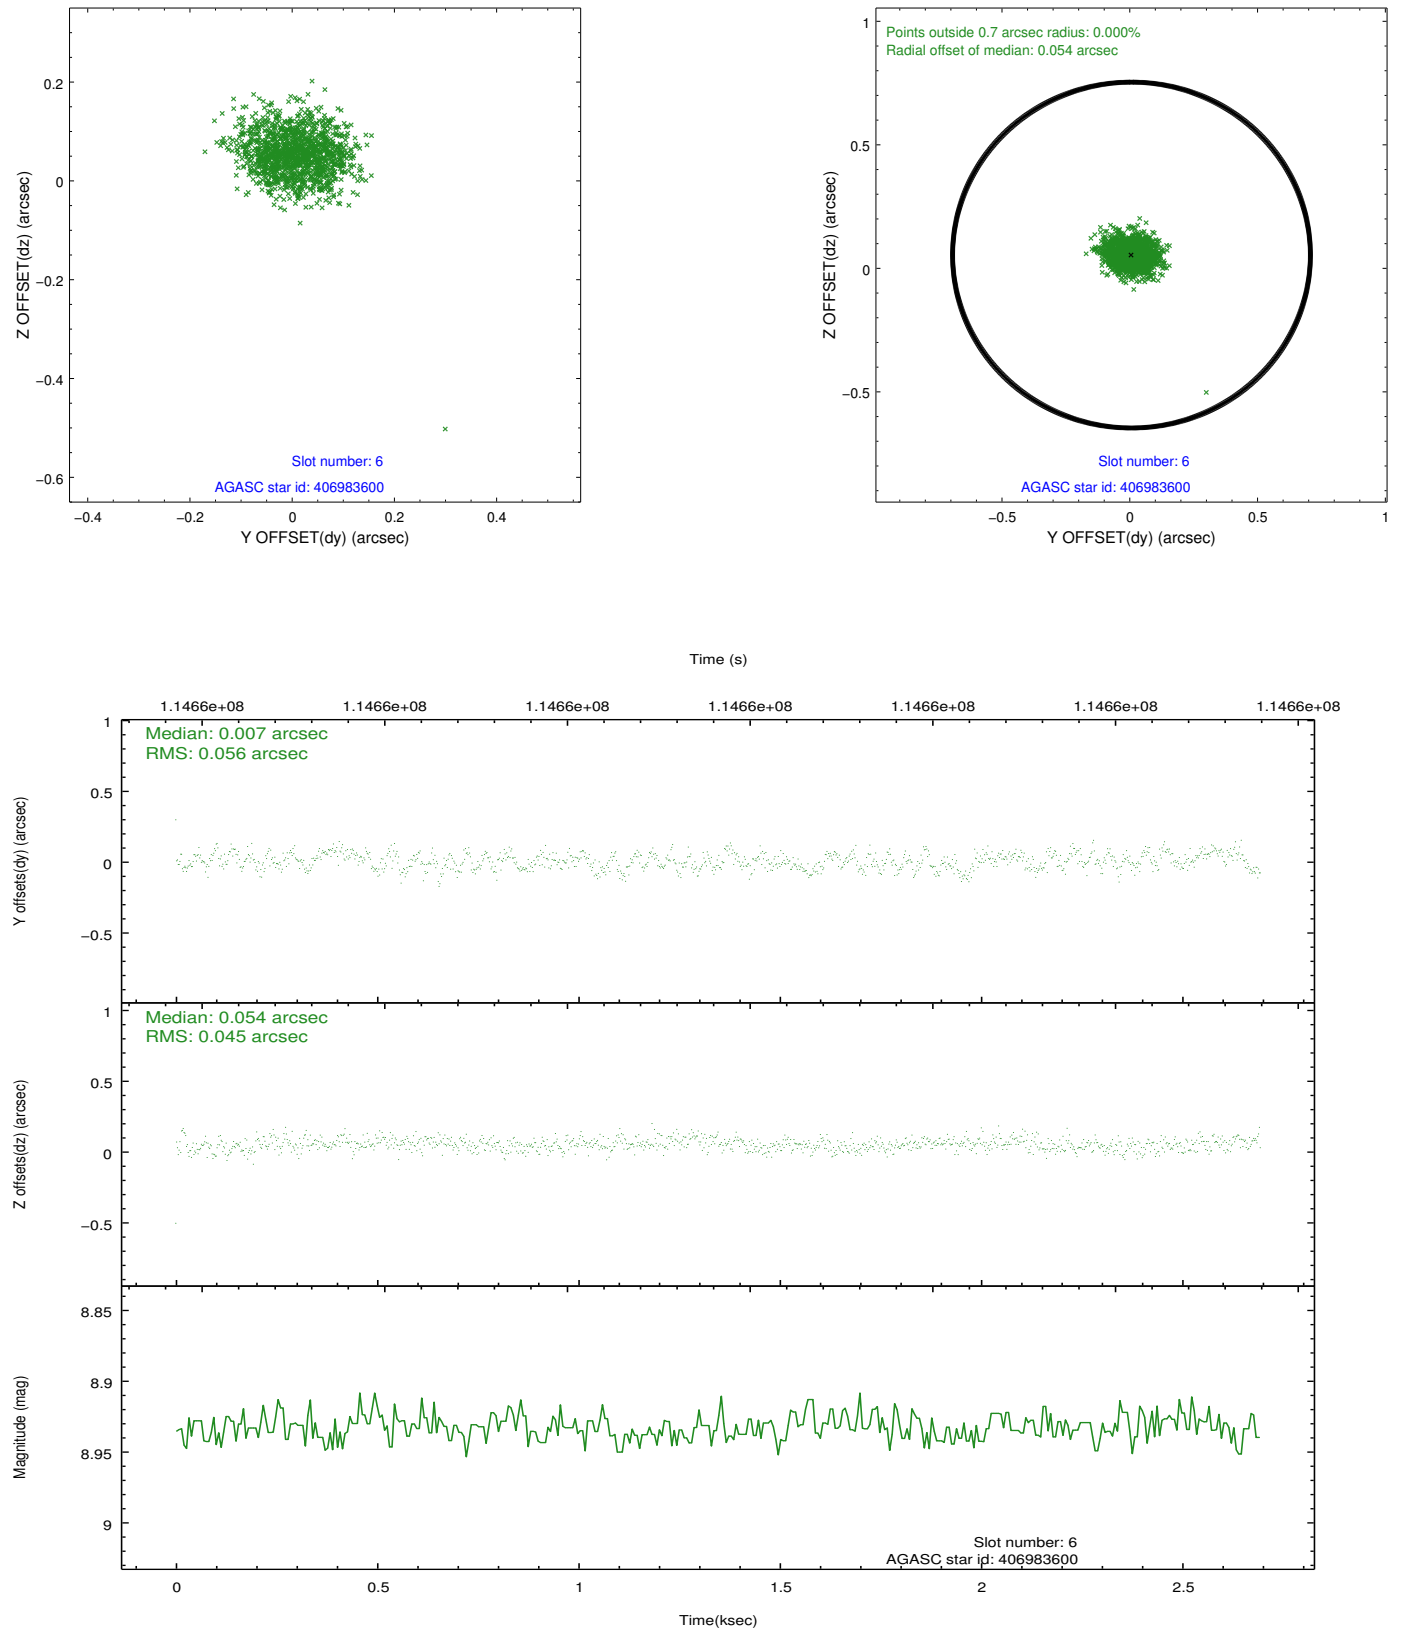 0.2
0
−0.2
−0.4
−0.6
Z OFFSET(dz) (arcsec)
Slot number: 6
AGASC star id: 406983600
−0.4 −0.2 0 0.2 0.4
Y OFFSET(dy) (arcsec)
Points outside 0.7 arcsec radius: 0.000%
Radial offset of median: 0.054 arcsec
1
0.5
0
−0.5
Z OFFSET(dz) (arcsec)
Slot number: 6
AGASC star id: 406983600
−0.5 0 0.5 1
Y OFFSET(dy) (arcsec)
Time (s)
1.1466e+08 1.1466e+08 1.1466e+08 1.1466e+08 1.1466e+08 1.1466e+08 1.1466e+08
Median: 0.007 arcsec
RMS: 0.056 arcsec
1
0.5
0
−0.5
Y offsets(dy) (arcsec)
Median: 0.054 arcsec
RMS: 0.045 arcsec
1
0.5
0
−0.5
Z offsets(dz) (arcsec)
8.85
8.9
8.95
9
Magnitude (mag)
Slot number: 6
AGASC star id: 406983600
0 0.5 1 1.5 2 2.5
Time(ksec)